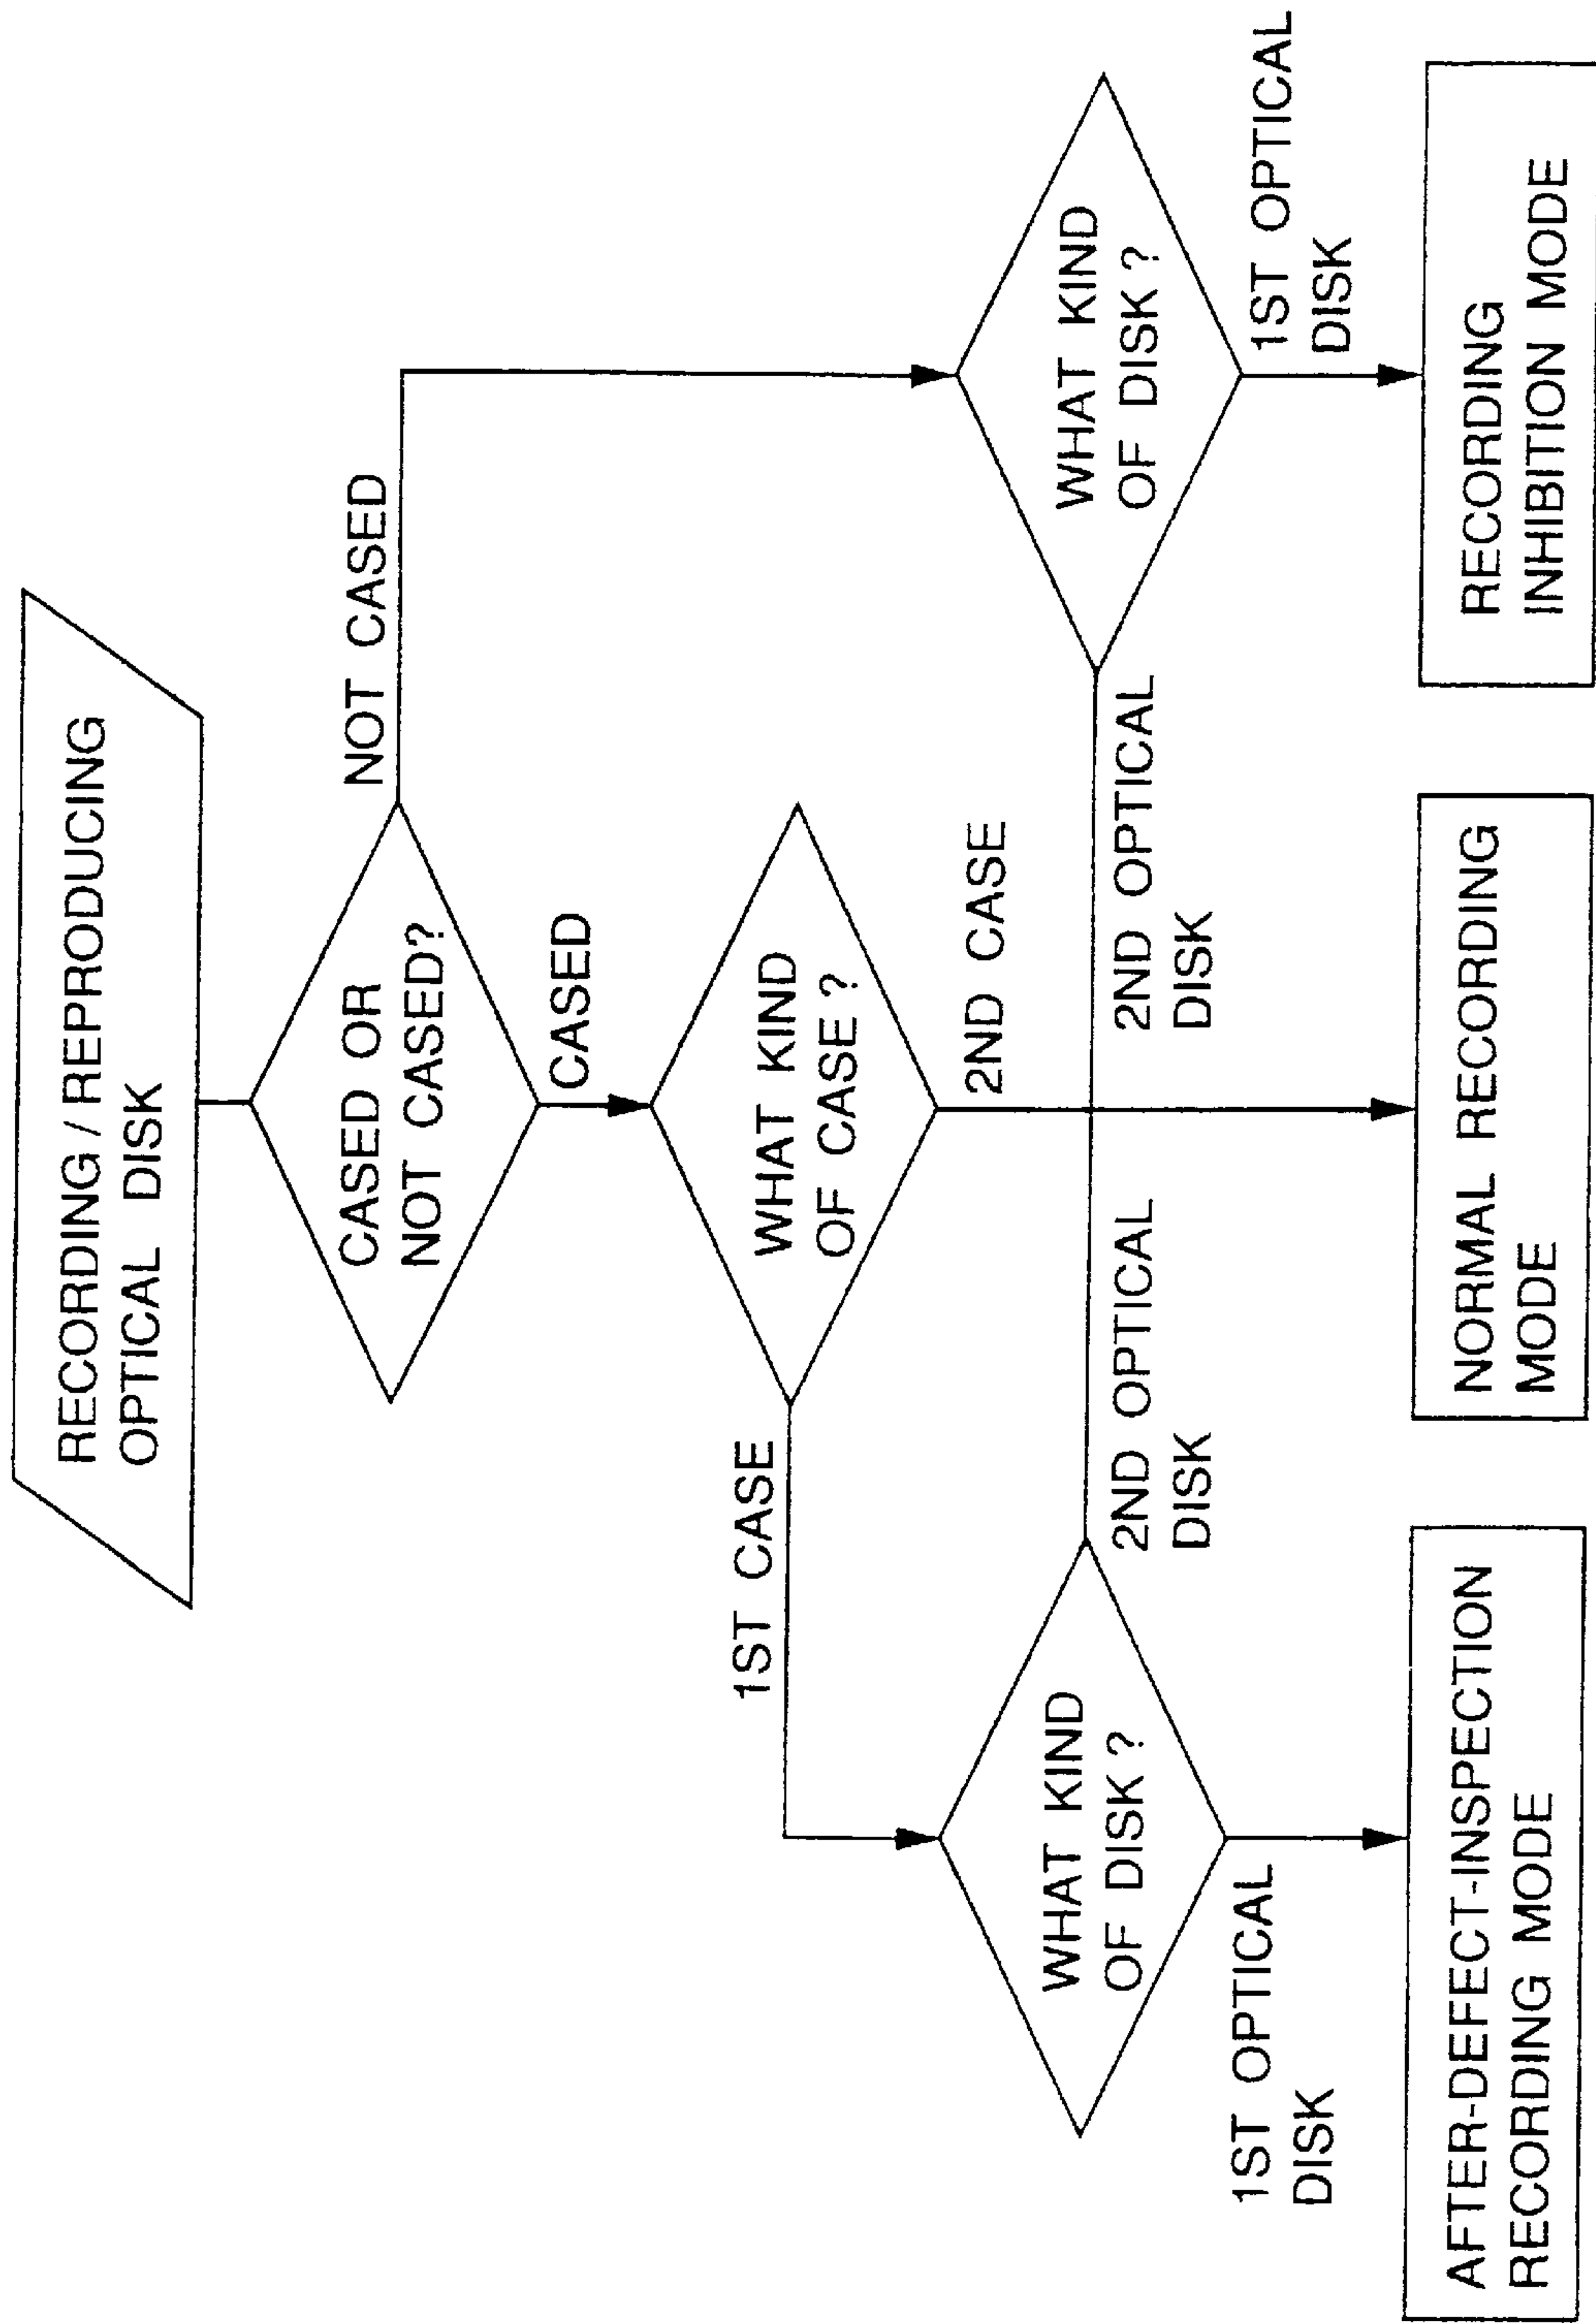 RECORDING / REPRODUCING
OPTICAL DISK
CASED OR
NOT CASED?
NOT CASED
CASED
WHAT KIND
OF CASE ?
1ST CASE
2ND CASE
WHAT KIND
OF DISK ?
2ND OPTICAL
DISK
2ND OPTICAL
DISK
WHAT KIND
OF DISK ?
1ST OPTICAL
DISK
1ST OPTICAL
DISK
AFTER-DEFECT-INSPECTION
RECORDING MODE
NORMAL RECORDING
MODE
RECORDING
INHIBITION MODE